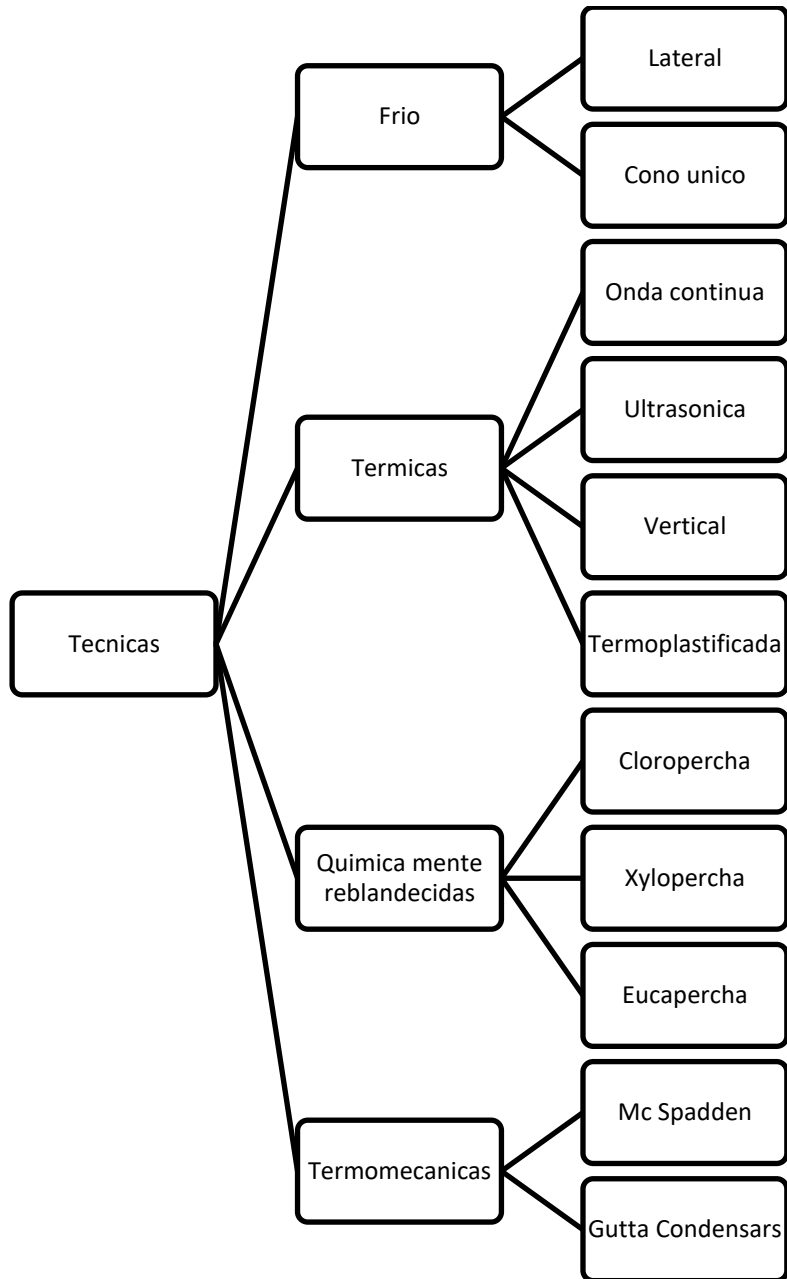 Tecnicas
Frio
Lateral
Cono unico
Termicas
Onda continua
Ultrasonica
Vertical
Termoplastificada
Quimica mente
reblandecidas
Cloropercha
Xylopercha
Eucapercha
Termomecanicas
Mc Spadden
Gutta Condensars